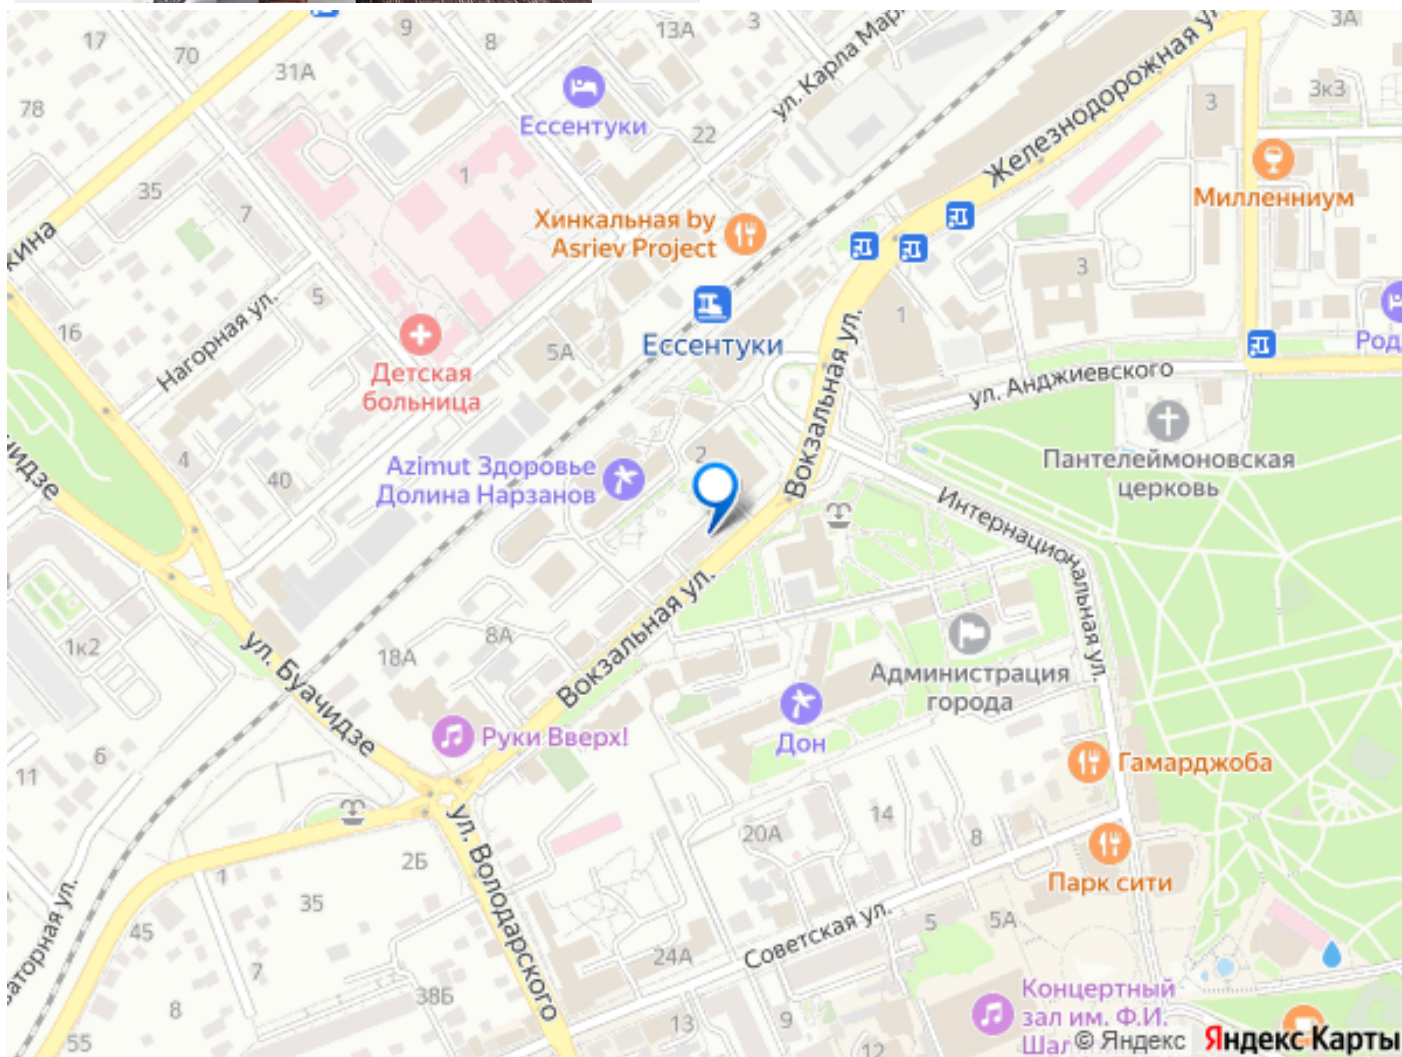 17
70
31А
78
9
8
13А
3
ул. Карла Мар
22
Ессентуки
1
35
7
Хинкальная by
Asriev Project
Железнодорожная у
3
3А
3к3
Миллениум
3
1
кина
16
5
Нагорная ул.
Детская
больница
5А
Ессентуки
Вокзальная ул.
ул. Анджиевского
Род
Пантелеймоновская
церковь
чидзе
4
40
Azimut Здоровье
Долина Нарзанов
2
Интернациональная ул.
1к2
ул. Буачидзе
18А
8А
Вокзальная ул.
Администрация
города
Руки Вверх!
Дон
Гамарджоба
11
6
20А
14
8
Парк сити
2Б
1
35
ул. Володарского
Советская ул.
5
5А
45
7
аторная ул.
24А
38Б
8
55
13
9
12
Концертный
зал им. Ф.И.
Шал
© Яндекс Яндекс Карты